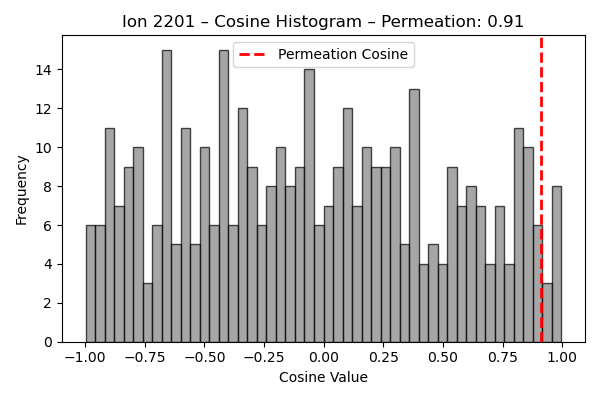 Ion 2201 – Cosine Histogram – Permeation: 0.91
Permeation Cosine
Frequency
14
12
10
8
6
4
2
0
−1.00 −0.75 −0.50 −0.25 0.00 0.25 0.50 0.75 1.00
Cosine Value